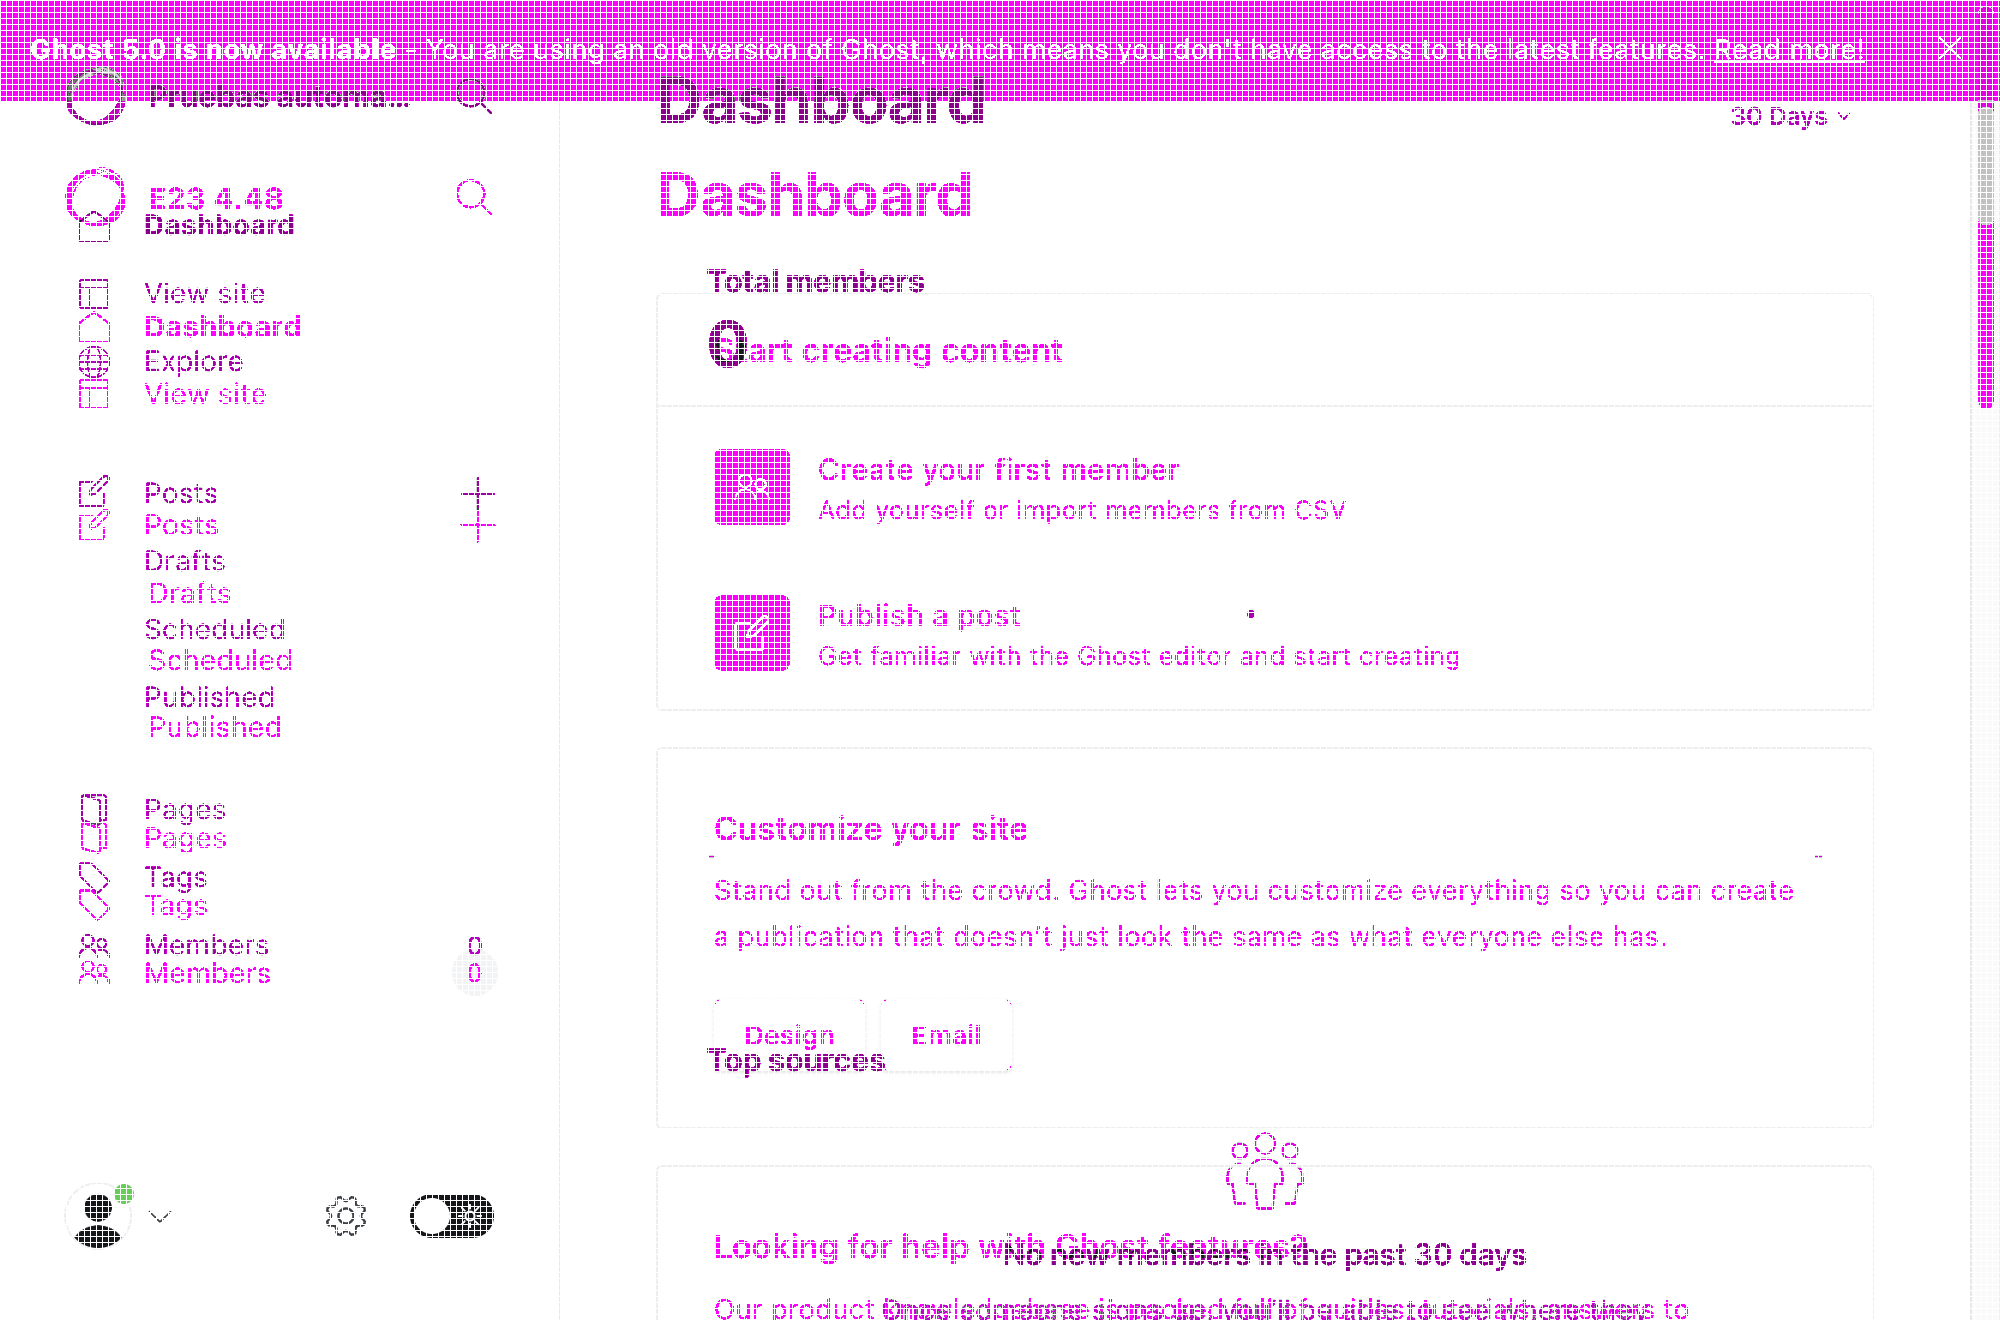 Ghost 5.0 is now available - You are using an old version of Ghost, which means you don't have access to the latest features. Read more!
Pruebas automa...
Dashboard
30 Days
E23 4.48
Dashboard
Dashboard
View site
Dashboard
Explore
View site
Posts
Posts
Drafts
Drafts
Scheduled
Scheduled
Published
Published
Pages
Pages
Tags
Tags
Members 0
Members 0
Total members
0
Start creating content
Create your first member
Add yourself or import members from CSV
Publish a post
Get familiar with the Ghost editor and start creating
Customize your site
Stand out from the crowd. Ghost lets you customize everything so you can create
a publication that doesn't just look the same as what everyone else has.
Design Email
Top sources
Looking for help with Ghost features?
No new members in the past 30 days
Our product to